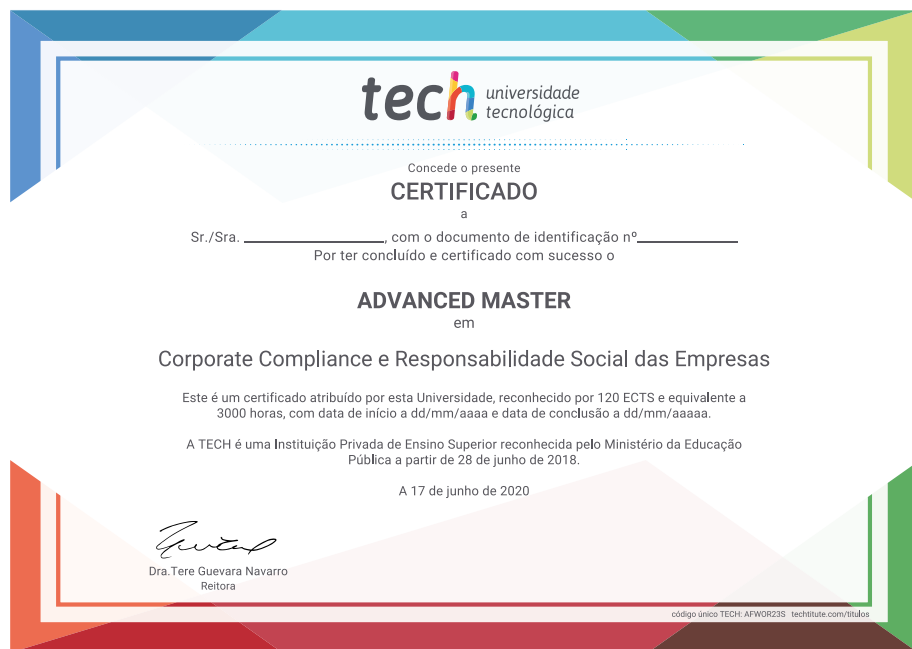 tech universidade
tecnológica
Concede o presente
CERTIFICADO
a
Sr./Sra. ________________, com o documento de identificação nº____________
Por ter concluído e certificado com sucesso o
ADVANCED MASTER
em
Corporate Compliance e Responsabilidade Social das Empresas
Este é um certificado atribuído por esta Universidade, reconhecido por 120 ECTS e equivalente a
3000 horas, com data de início a dd/mm/aaaa e data de conclusão a dd/mm/aaaaa.
A TECH é uma Instituição Privada de Ensino Superior reconhecida pelo Ministério da Educação
Pública a partir de 28 de junho de 2018.
A 17 de junho de 2020
Dra.Tere Guevara Navarro
Reitora
código único TECH: AFWOR23S techtitute.com/titulos